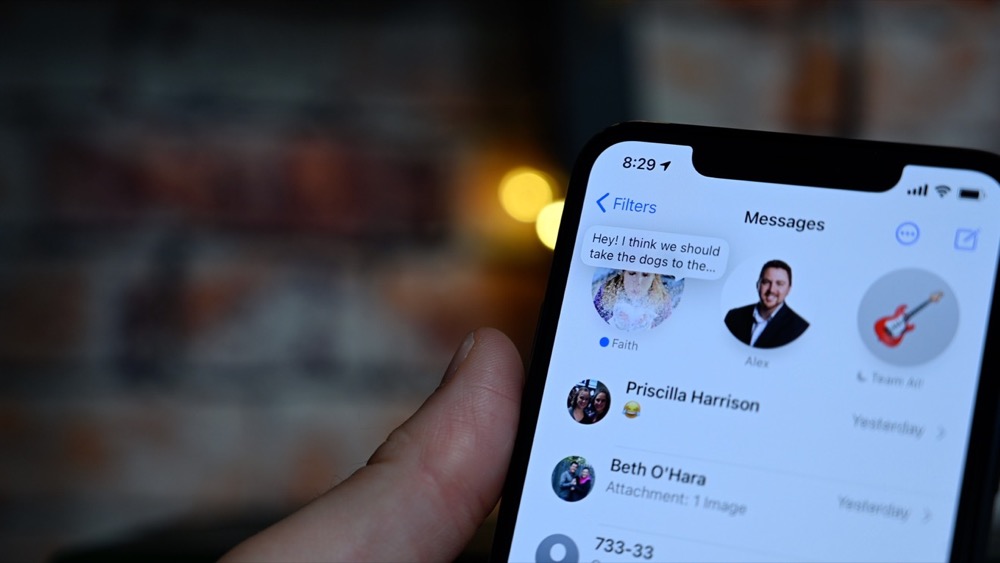 8:29
Filters
Messages
Hey! I think we should
take the dogs to the...
Faith
Alex
Team Air
Priscilla Harrison
😂
Yesterday
Beth O'Hara
Attachment: 1 Image
Yesterday
733-33